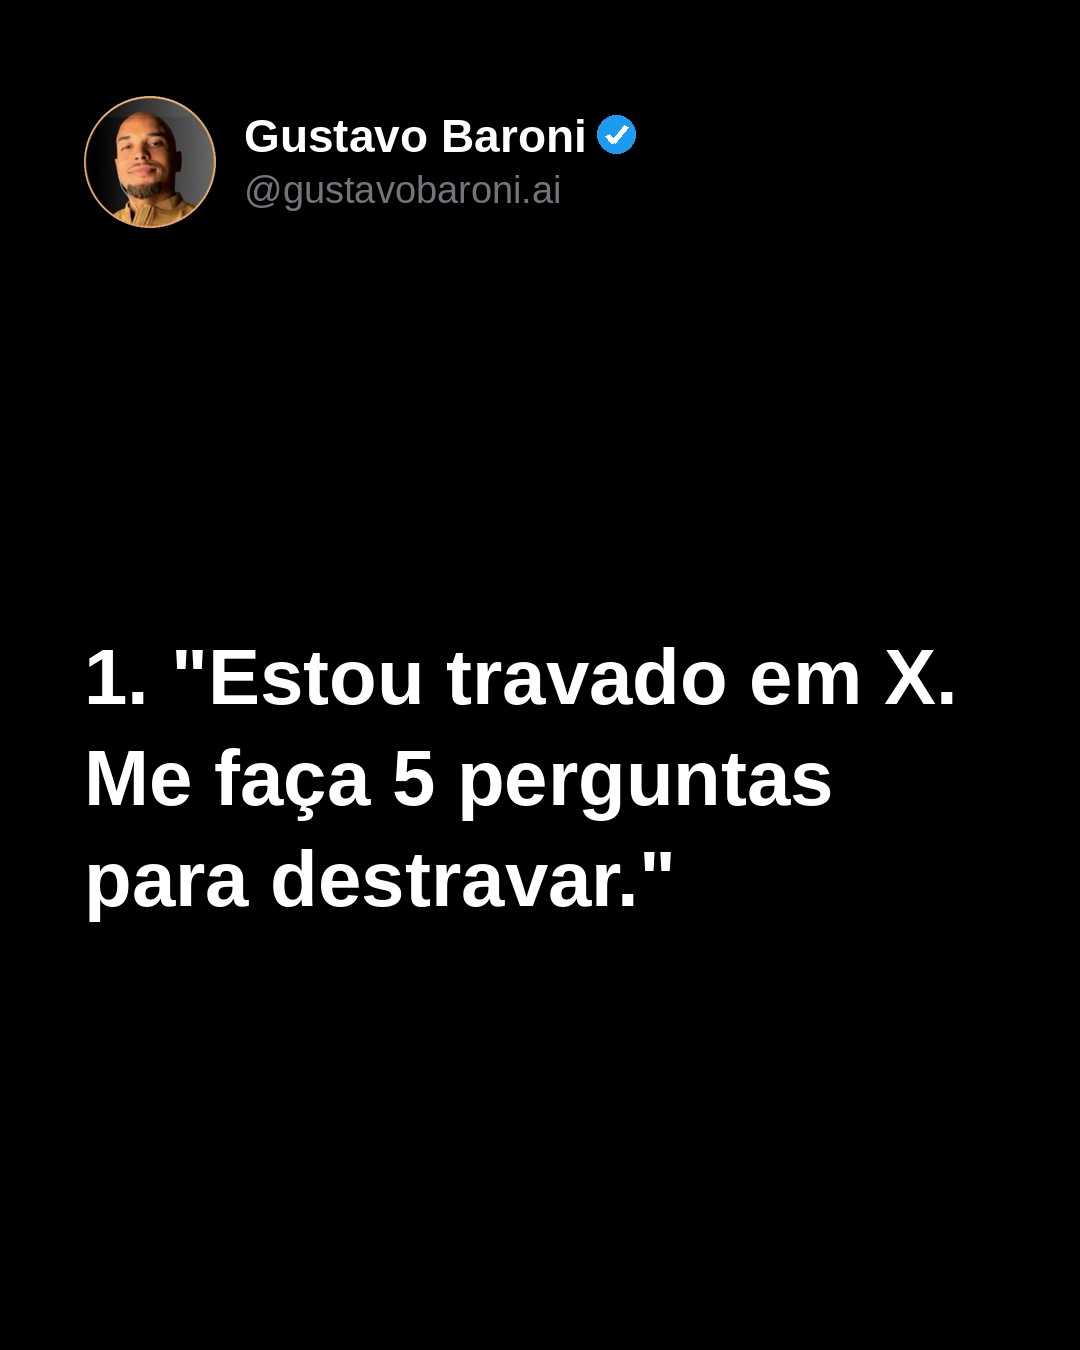 Gustavo Baroni
@gustavobaroni.ai
1. "Estou travado em X.
Me faça 5 perguntas
para destravar."